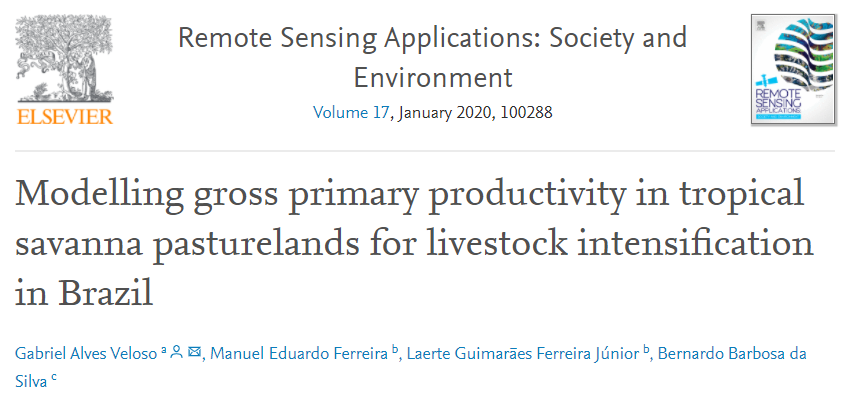 ELSEVIER
Remote Sensing Applications: Society and
Environment
Volume 17, January 2020, 100288
REMOTE
SENSING
APPLICATIONS
Modelling gross primary productivity in tropical
savanna pasturelands for livestock intensification
in Brazil
Gabriel Alves Veloso a, Manuel Eduardo Ferreira b, Laerte Guimarães Ferreira Júnior b, Bernardo Barbosa da
Silva c